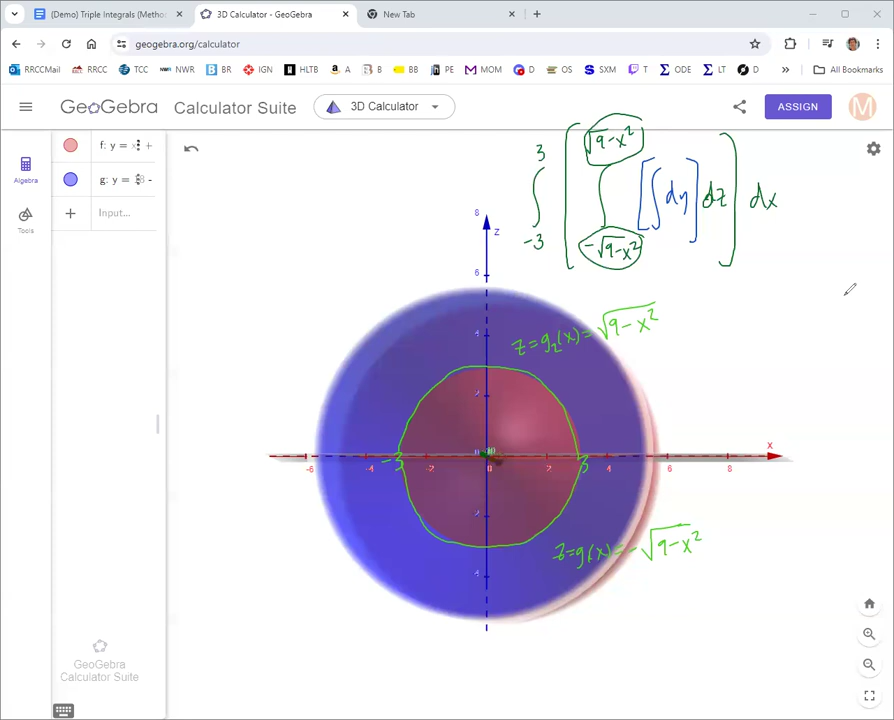 (Demo) Triple Integrals (Metho
3D Calculator - GeoGebra
New Tab
geogebra.org/calculator
RRCCMail
RRCC
TCC
NWR
BR
IGN
HLTB
A
B
BB
PE
MOM
D
OS
SXM
T
ODE
LT
D
All Bookmarks
GeoGebra
Calculator Suite
3D Calculator
ASSIGN
M
Algebra
Tools
f: y =
g: y =
Input...
3
∫
-3
[
√9-x²
∫
-√9-x²
[∫ dy] dz ] dx
8
z
6
4
2
0
z=g₂(x)=√9-x²
-6 -4 -3 -2 0 2 3 4 6 8
x
2
z=g₁(x)=-√9-x²
GeoGebra
Calculator Suite